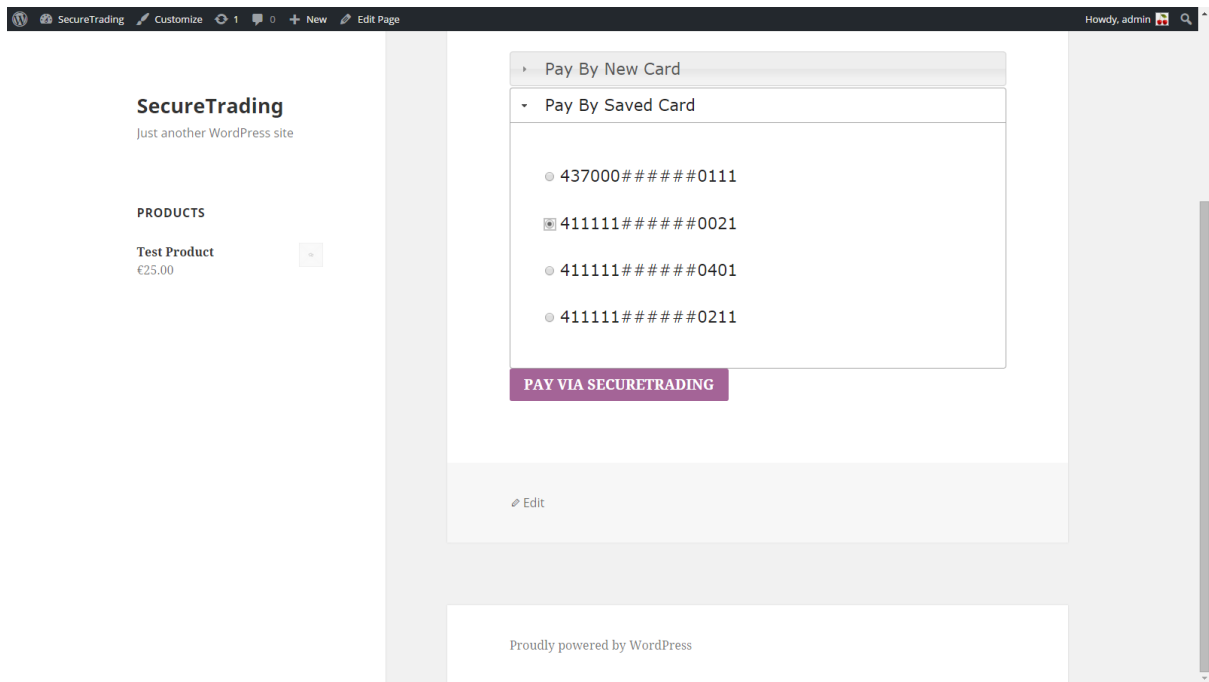 SecureTrading Customize 1 0 New Edit Page Howdy, admin
SecureTrading
Just another WordPress site
PRODUCTS
Test Product
€25.00
Pay By New Card
Pay By Saved Card
437000######0111
411111######0021
411111######0401
411111######0211
PAY VIA SECURETRADING
Edit
Proudly powered by WordPress